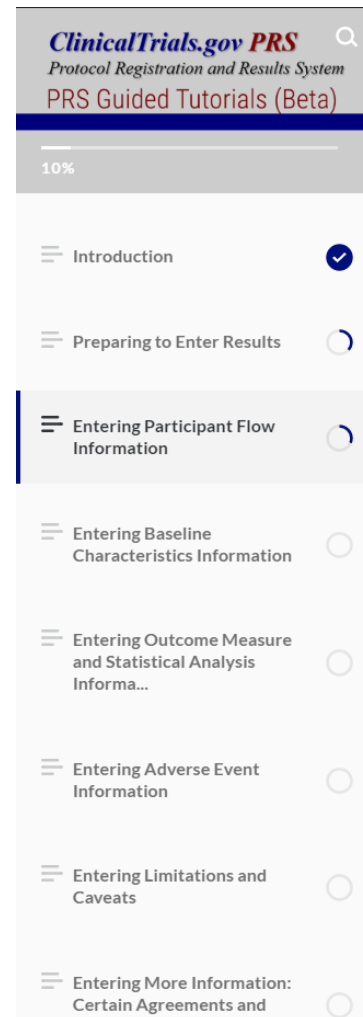 ClinicalTrials.gov PRS
Protocol Registration and Results System
PRS Guided Tutorials (Beta)
10%
Introduction
Preparing to Enter Results
Entering Participant Flow
Information
Entering Baseline
Characteristics Information
Entering Outcome Measure
and Statistical Analysis
Informa...
Entering Adverse Event
Information
Entering Limitations and
Caveats
Entering More Information:
Certain Agreements and